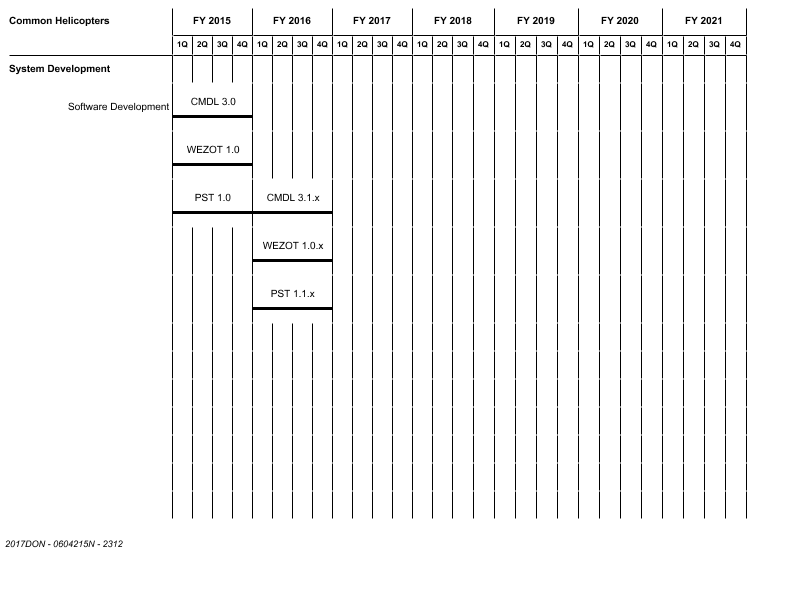 Common Helicopters FY 2015 FY 2016 FY 2017 FY 2018 FY 2019 FY 2020 FY 2021
1Q 2Q 3Q 4Q 1Q 2Q 3Q 4Q 1Q 2Q 3Q 4Q 1Q 2Q 3Q 4Q 1Q 2Q 3Q 4Q 1Q 2Q 3Q 4Q 1Q 2Q 3Q 4Q
System Development
Software Development CMDL 3.0
WEZOT 1.0
PST 1.0 CMDL 3.1.x
WEZOT 1.0.x
PST 1.1.x
2017DON - 0604215N - 2312